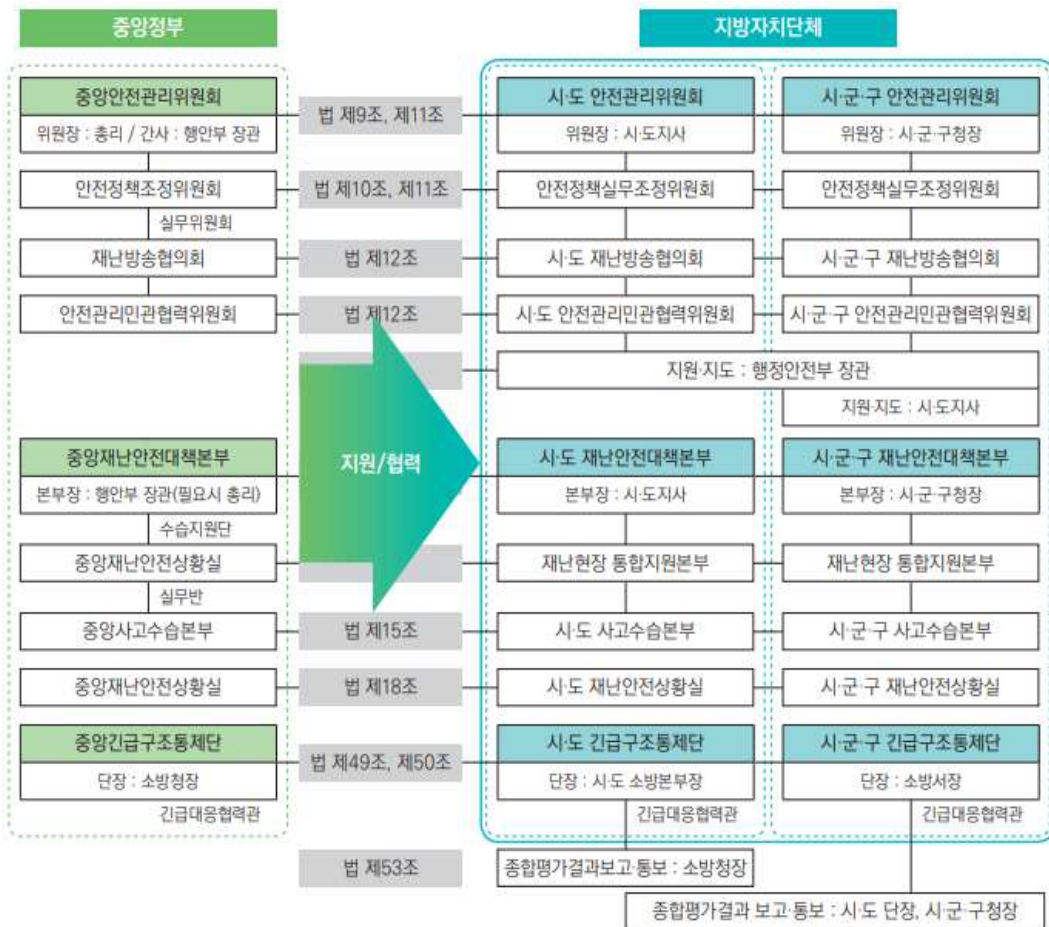 중앙정부
지방자치단체
중앙안전관리위원회
위원장 : 총리 / 간사 : 행안부 장관
법 제9조, 제11조
시·도 안전관리위원회
위원장 : 시·도지사
시·군·구 안전관리위원회
위원장 : 시·군·구청장
안전정책조정위원회
법 제10조, 제11조
안전정책실무조정위원회
안전정책실무조정위원회
실무위원회
재난방송협의회
법 제12조
시·도 재난방송협의회
시·군·구 재난방송협의회
안전관리민관협력위원회
법 제12조
시·도 안전관리민관협력위원회
시·군·구 안전관리민관협력위원회
지원·지도 : 행정안전부 장관
지원·지도 : 시·도지사
중앙재난안전대책본부
본부장 : 행안부 장관(필요시 총리)
지원/협력
시·도 재난안전대책본부
본부장 : 시·도지사
시·군·구 재난안전대책본부
본부장 : 시·군·구청장
수습지원단
중앙재난안전상황실
재난현장 통합지원본부
재난현장 통합지원본부
실무반
중앙사고수습본부
법 제15조
시·도 사고수습본부
시·군·구 사고수습본부
중앙재난안전상황실
법 제18조
시·도 재난안전상황실
시·군·구 재난안전상황실
중앙긴급구조통제단
단장 : 소방청장
법 제49조, 제50조
시·도 긴급구조통제단
단장 : 시·도 소방본부장
시·군·구 긴급구조통제단
단장 : 소방서장
긴급대응협력관
긴급대응협력관
긴급대응협력관
법 제53조
종합평가결과보고·통보 : 소방청장
종합평가결과 보고·통보 : 시·도 단장, 시·군·구청장